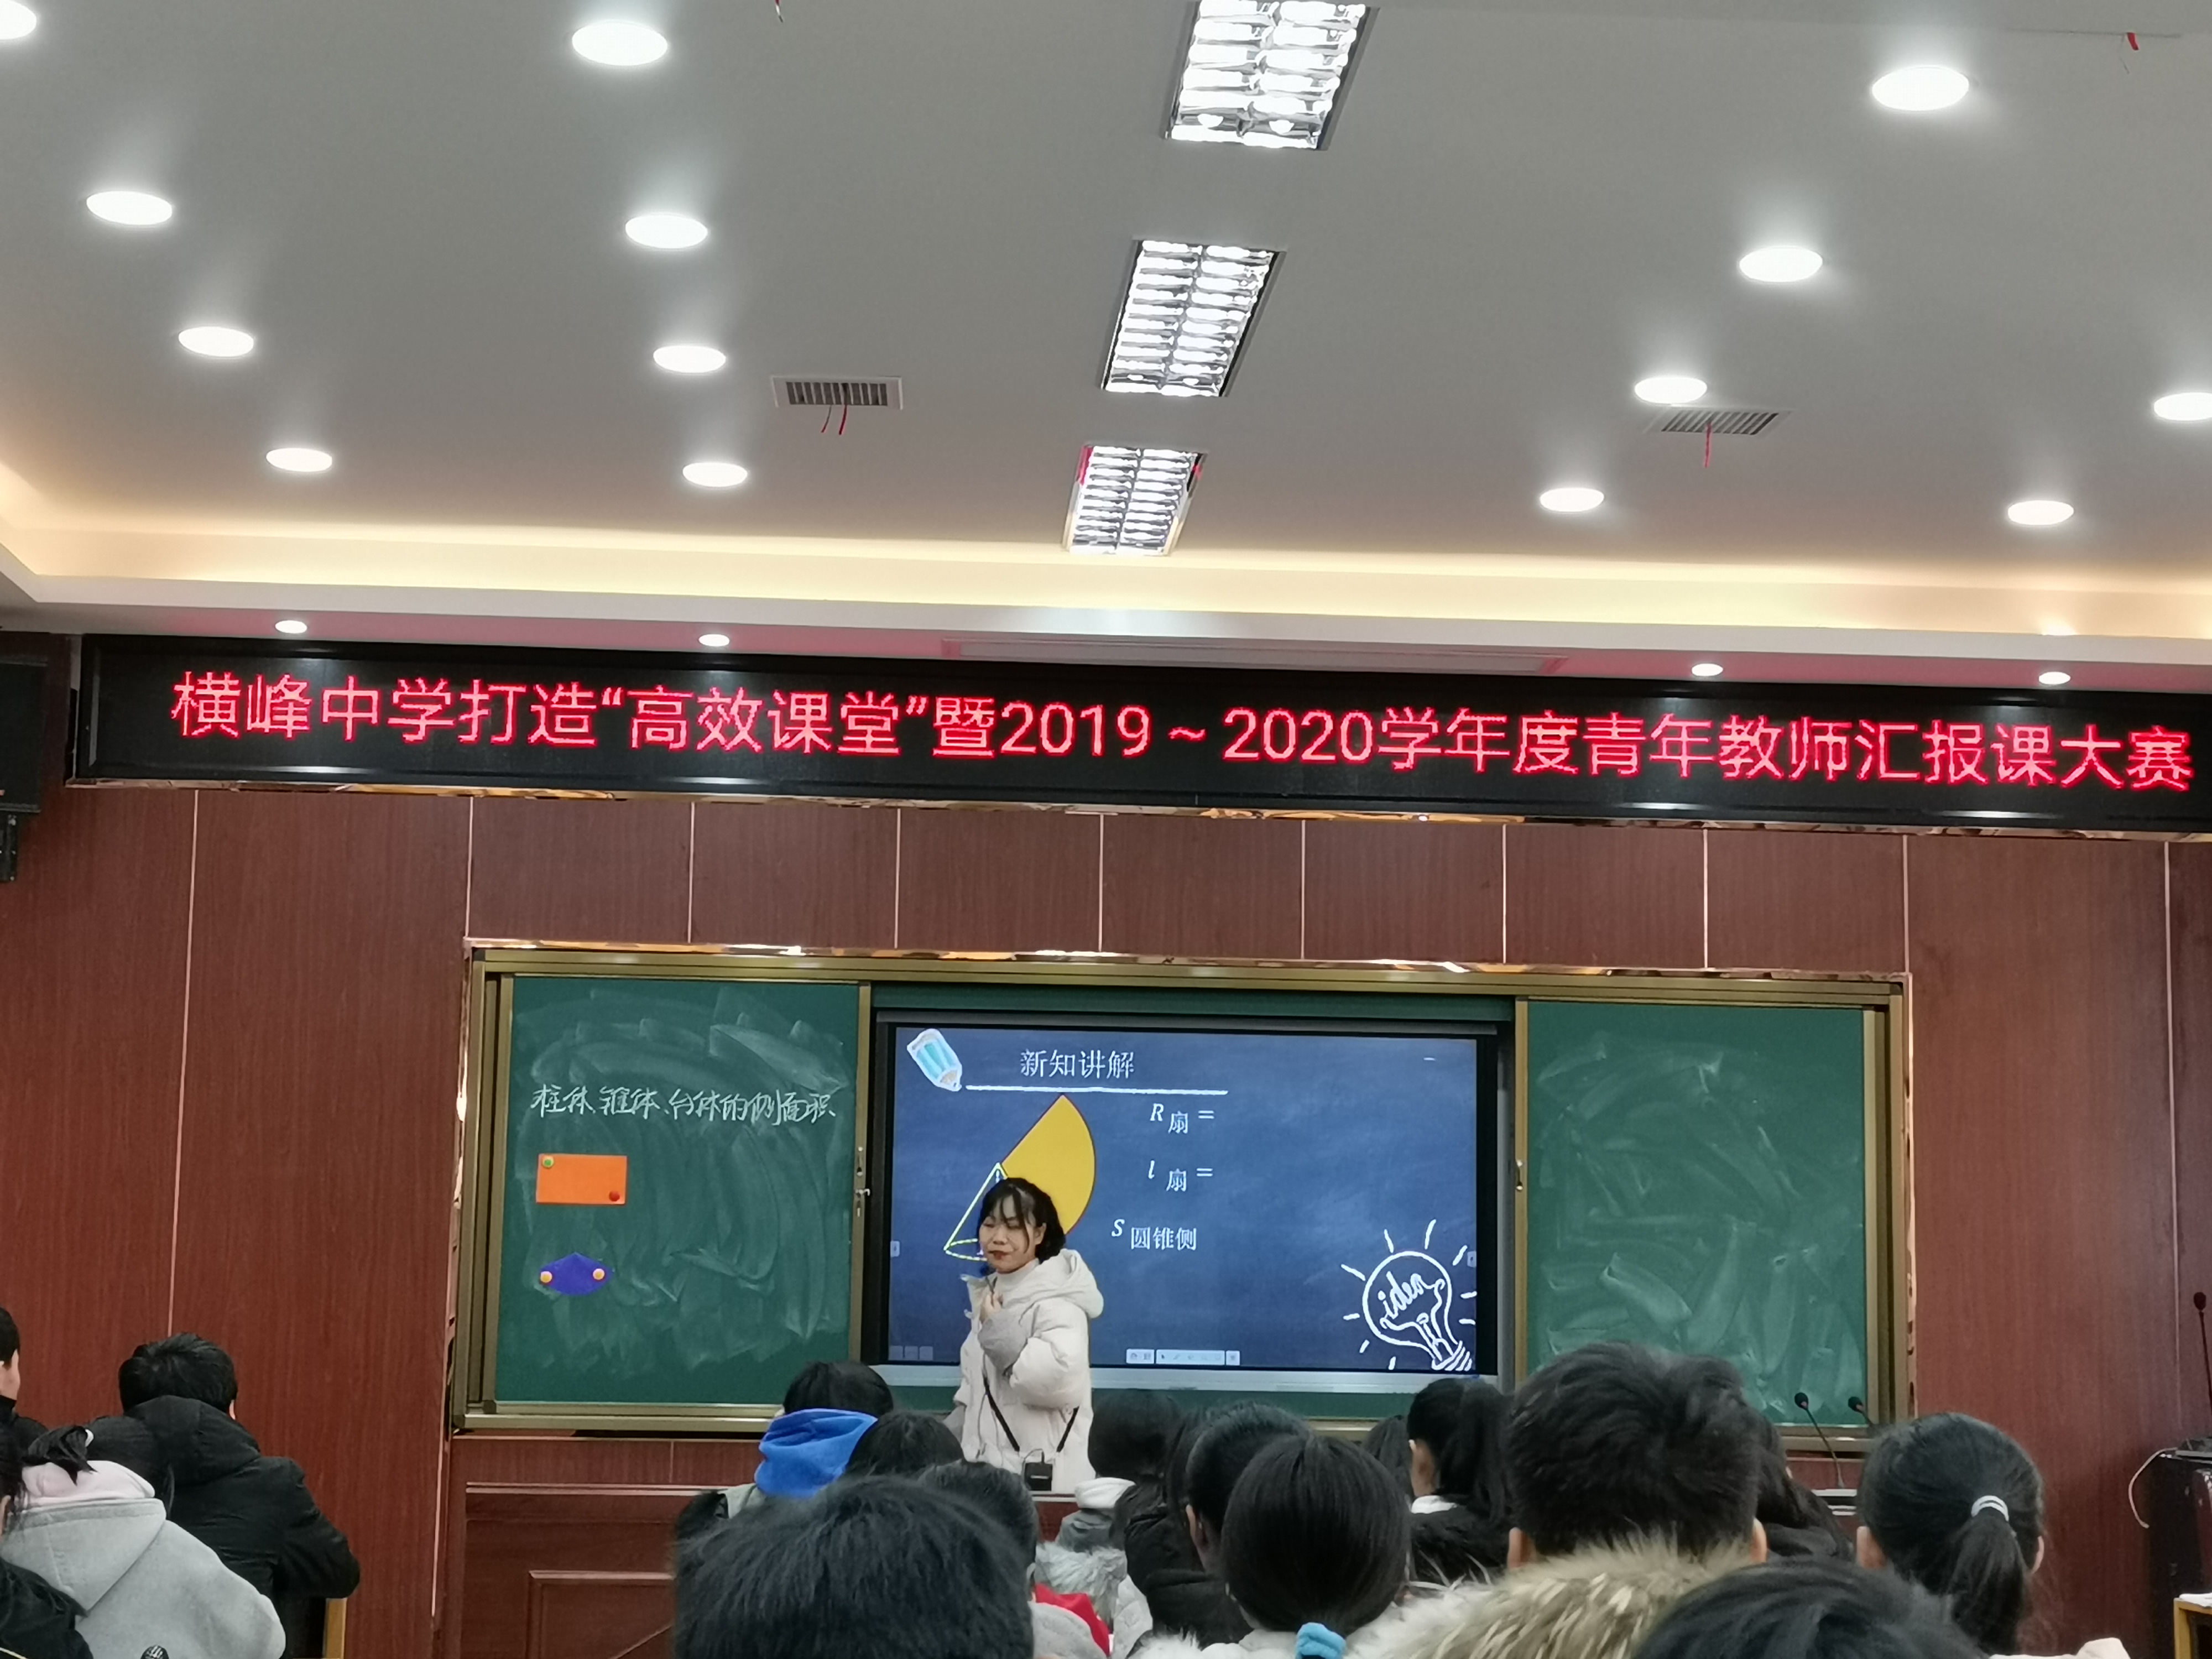 横峰中学打造“高效课堂”暨2019～2020学年度青年教师汇报课大赛
柱体、锥体、台体的侧面积
新知讲解
R扇=
l扇=
S圆锥侧
idea